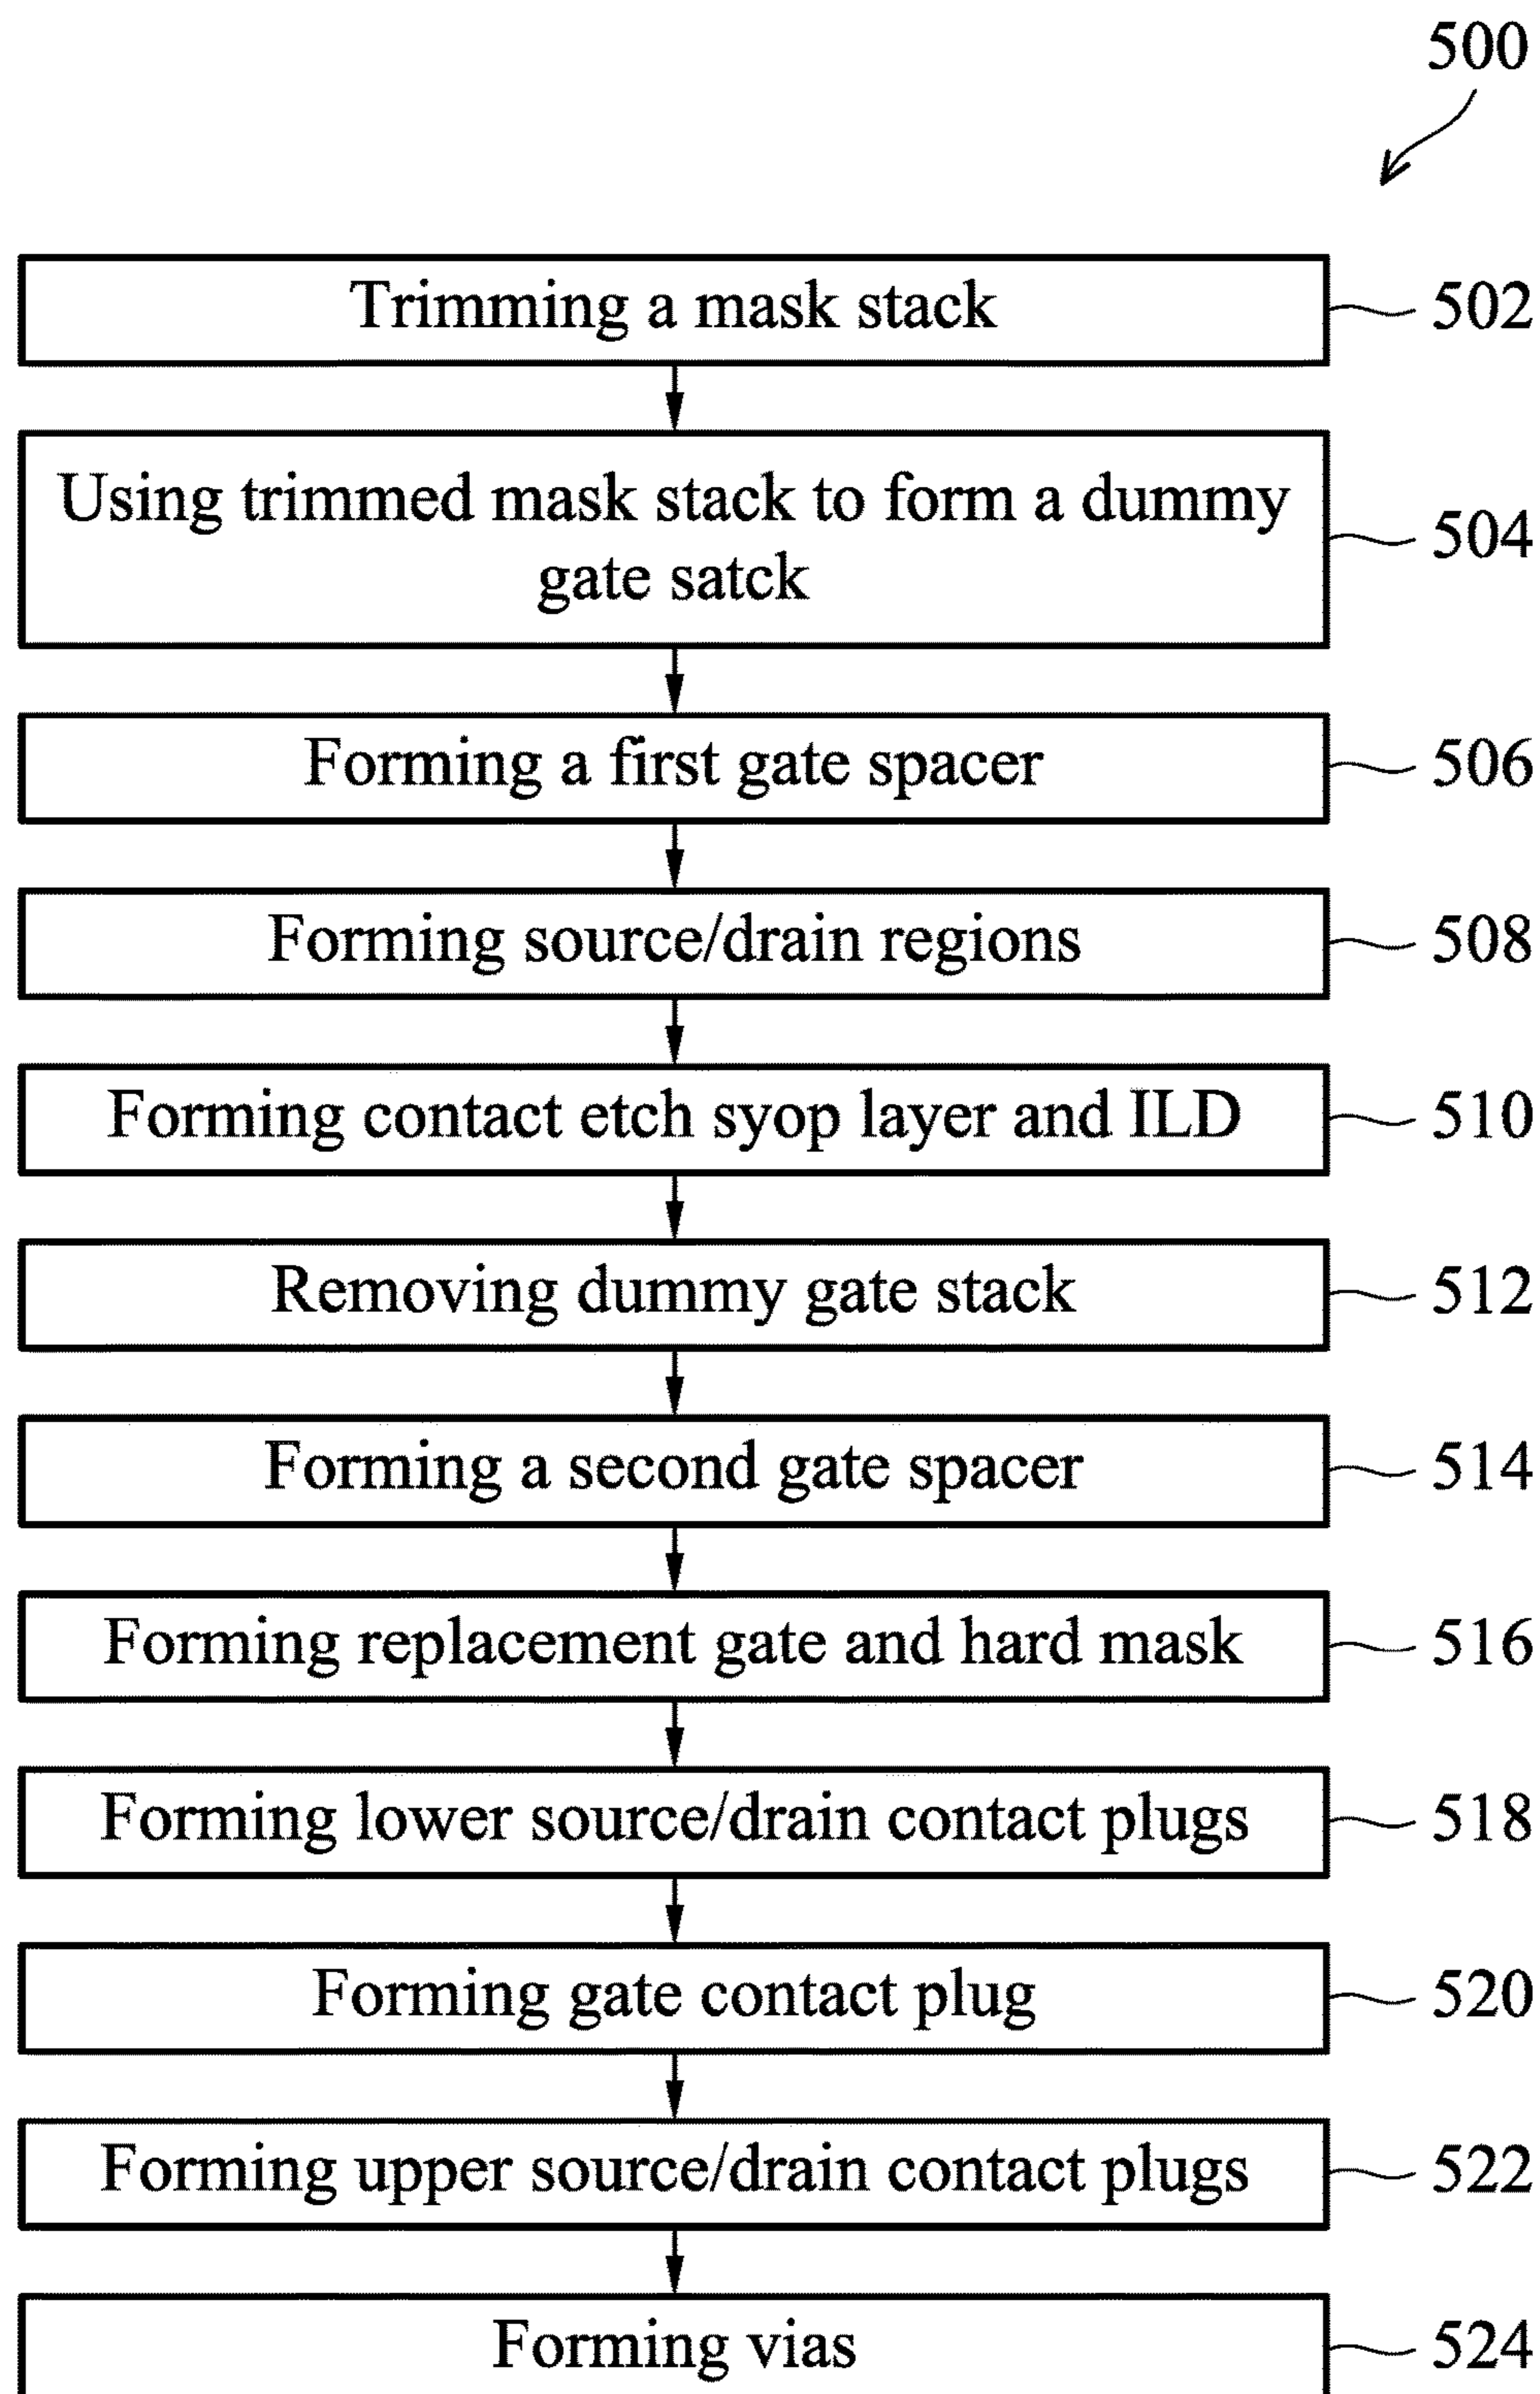 500
Trimming a mask stack
502
Using trimmed mask stack to form a dummy
gate satck
504
Forming a first gate spacer
506
Forming source/drain regions
508
Forming contact etch syop layer and ILD
510
Removing dummy gate stack
512
Forming a second gate spacer
514
Forming replacement gate and hard mask
516
Forming lower source/drain contact plugs
518
Forming gate contact plug
520
Forming upper source/drain contact plugs
522
Forming vias
524